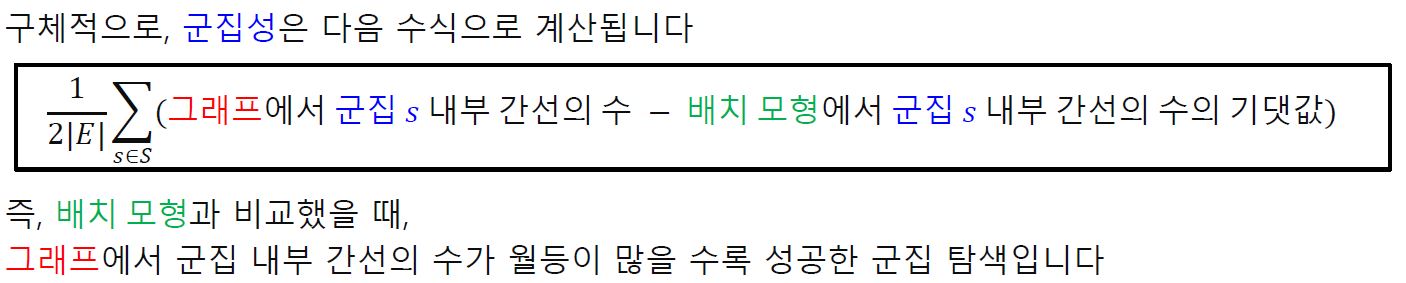 구체적으로, 군집성은 다음 수식으로 계산됩니다
1/2|E| ∑s∈S (그래프에서 군집 s 내부 간선의 수 − 배치 모형에서 군집 s 내부 간선의 수의 기댓값)
즉, 배치 모형과 비교했을 때,
그래프에서 군집 내부 간선의 수가 월등이 많을 수록 성공한 군집 탐색입니다